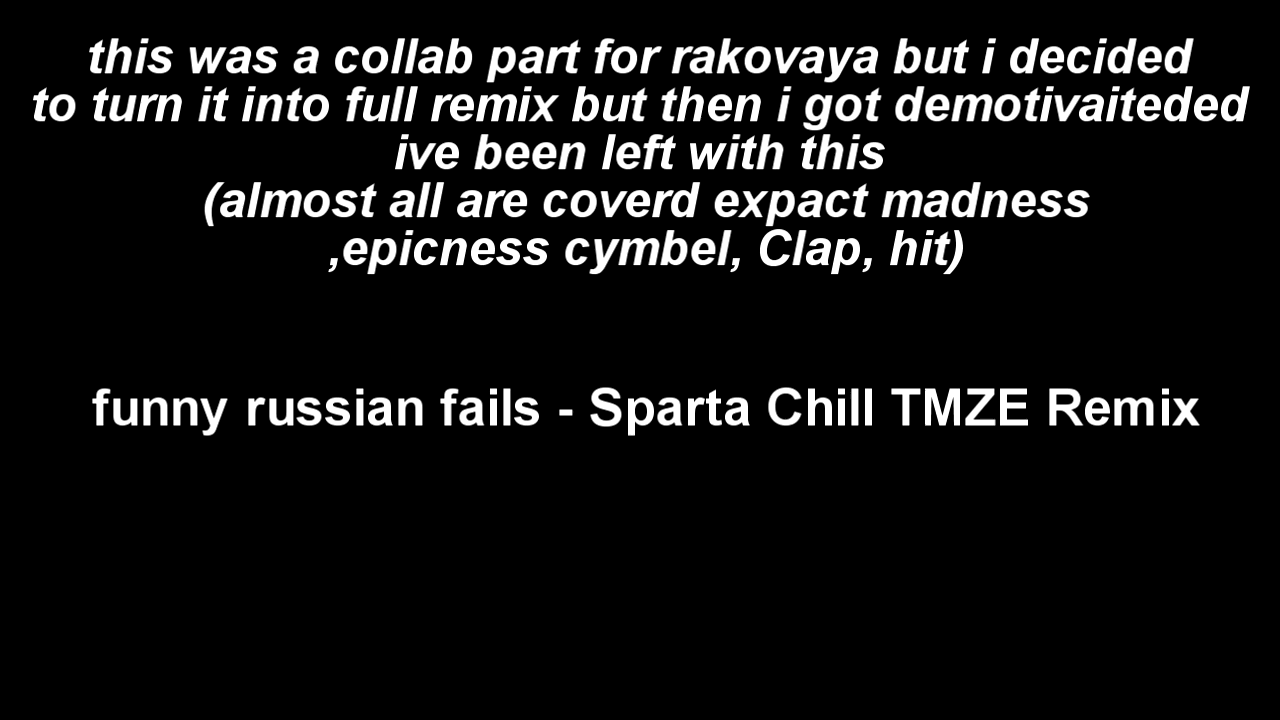 this was a collab part for rakovaya but i decided
to turn it into full remix but then i got demotivaiteded
ive been left with this
(almost all are coverd expact madness
,epicness cymbel, Clap, hit)
funny russian fails - Sparta Chill TMZE Remix